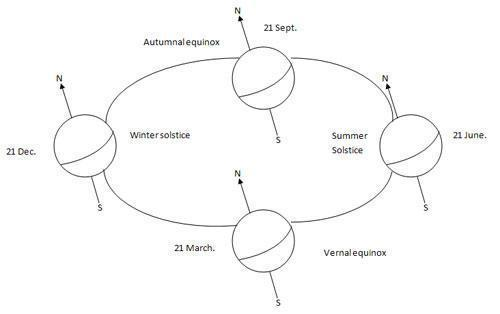 N
21 Sept.
Autumnal equinox
N
N
S
21 Dec.
Winter solstice
Summer
Solstice
21 June.
N
S
S
21 March.
Vernal equinox
S